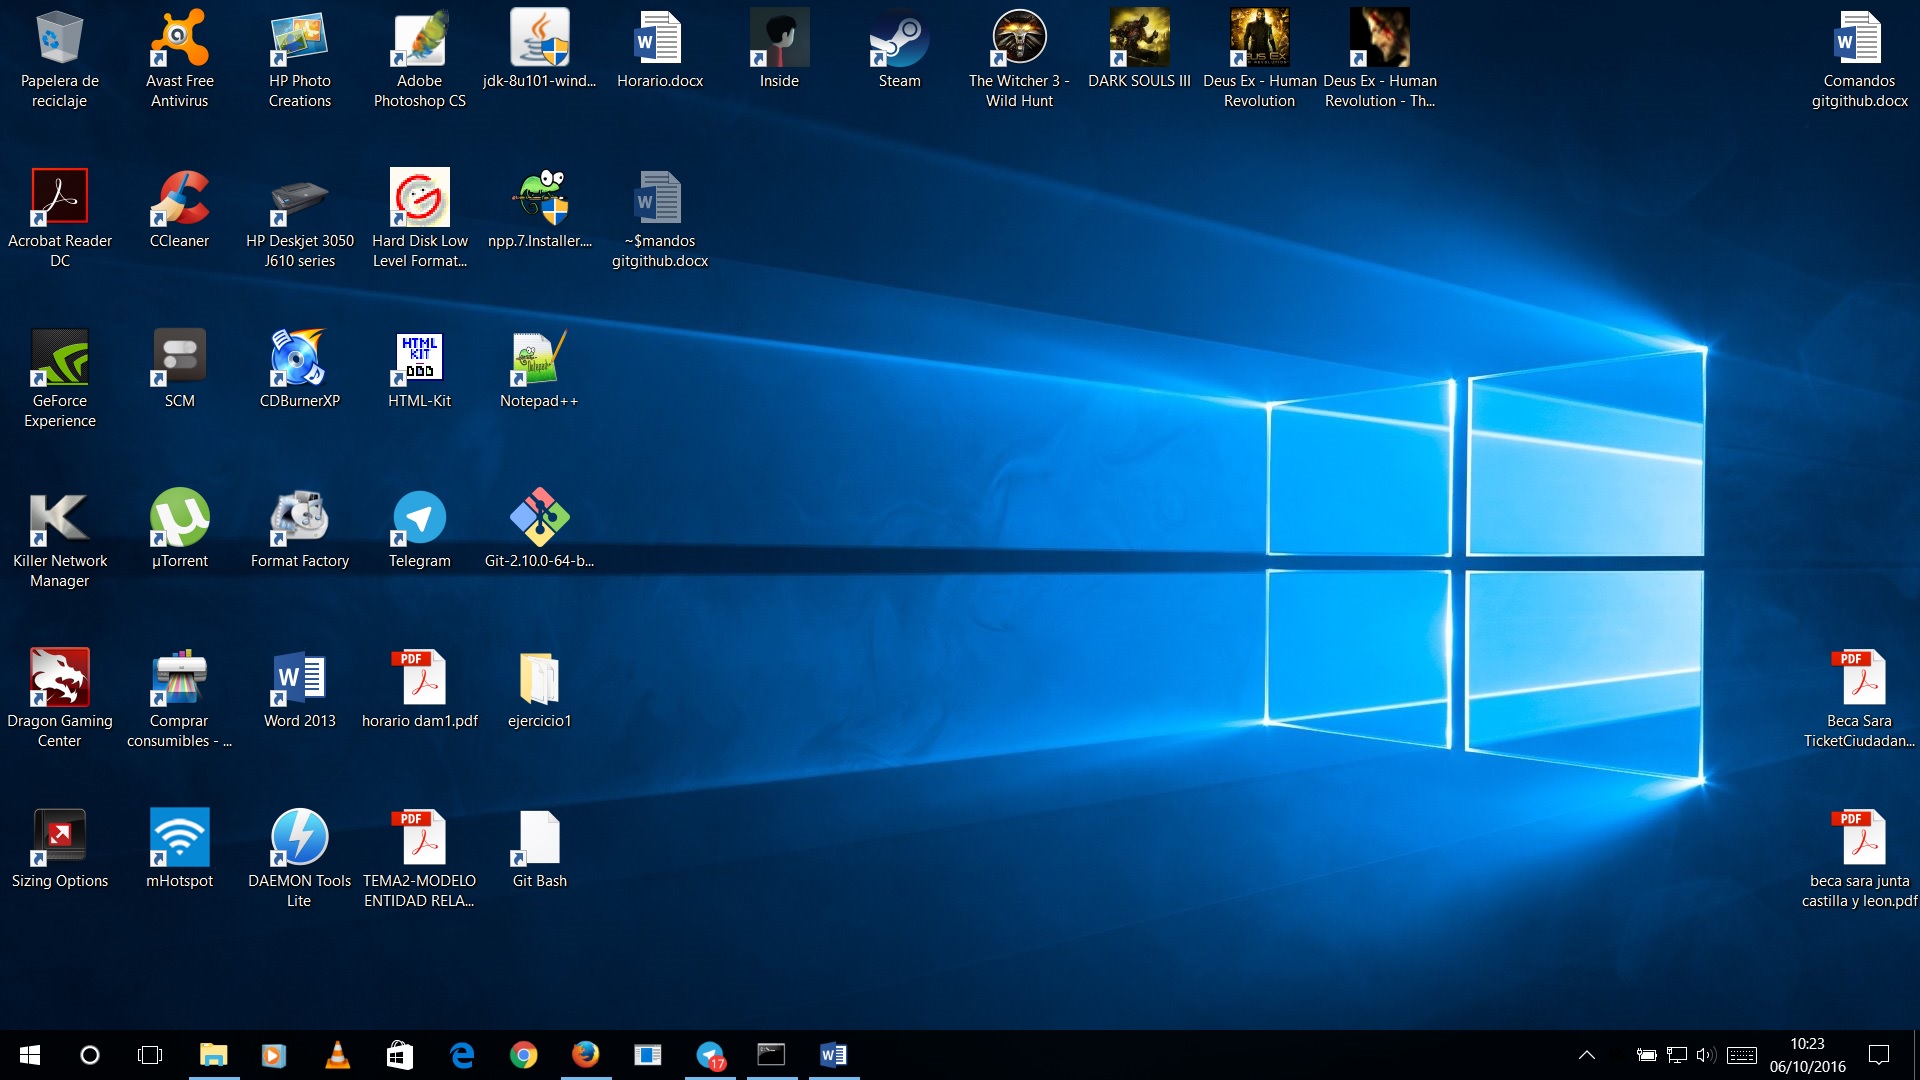 Papelera de
reciclaje
Avast Free
Antivirus
HP Photo
Creations
Adobe
Photoshop CS
jdk-8u101-wind...
Horario.docx
Inside
Steam
The Witcher 3 -
Wild Hunt
DARK SOULS III
Deus Ex - Human
Revolution
Deus Ex - Human
Revolution - Th...
Comandos
gitgithub.docx
Acrobat Reader
DC
CCleaner
HP Deskjet 3050
J610 series
Hard Disk Low
Level Format...
npp.7.Installer....
~$mandos
gitgithub.docx
GeForce
Experience
SCM
CDBurnerXP
HTML
KIT
HTML-Kit
Notepad++
Killer Network
Manager
µTorrent
Format Factory
Telegram
Git-2.10.0-64-b...
Dragon Gaming
Center
Comprar
consumibles - ...
Word 2013
PDF
horario dam1.pdf
ejercicio1
PDF
Beca Sara
TicketCiudadan...
Sizing Options
mHotspot
DAEMON Tools
Lite
PDF
TEMA2-MODELO
ENTIDAD RELA...
Git Bash
PDF
beca sara junta
castilla y leon.pdf
17
10:23
06/10/2016